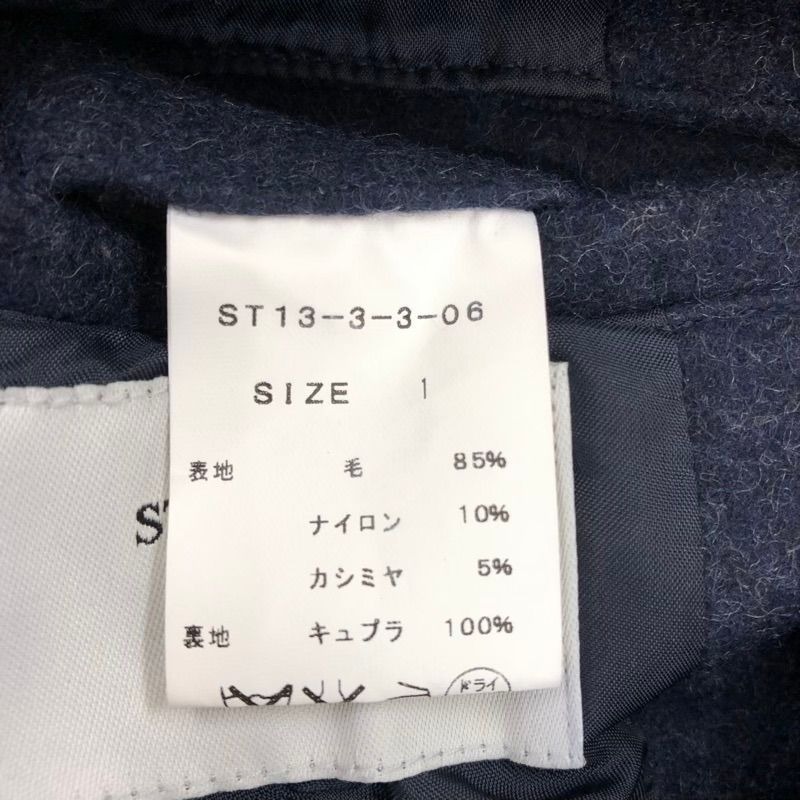 ST13-3-3-06
SIZE 1
表地 毛 85%
ナイロン 10%
カシミヤ 5%
裏地 キュプラ 100%
ドライ